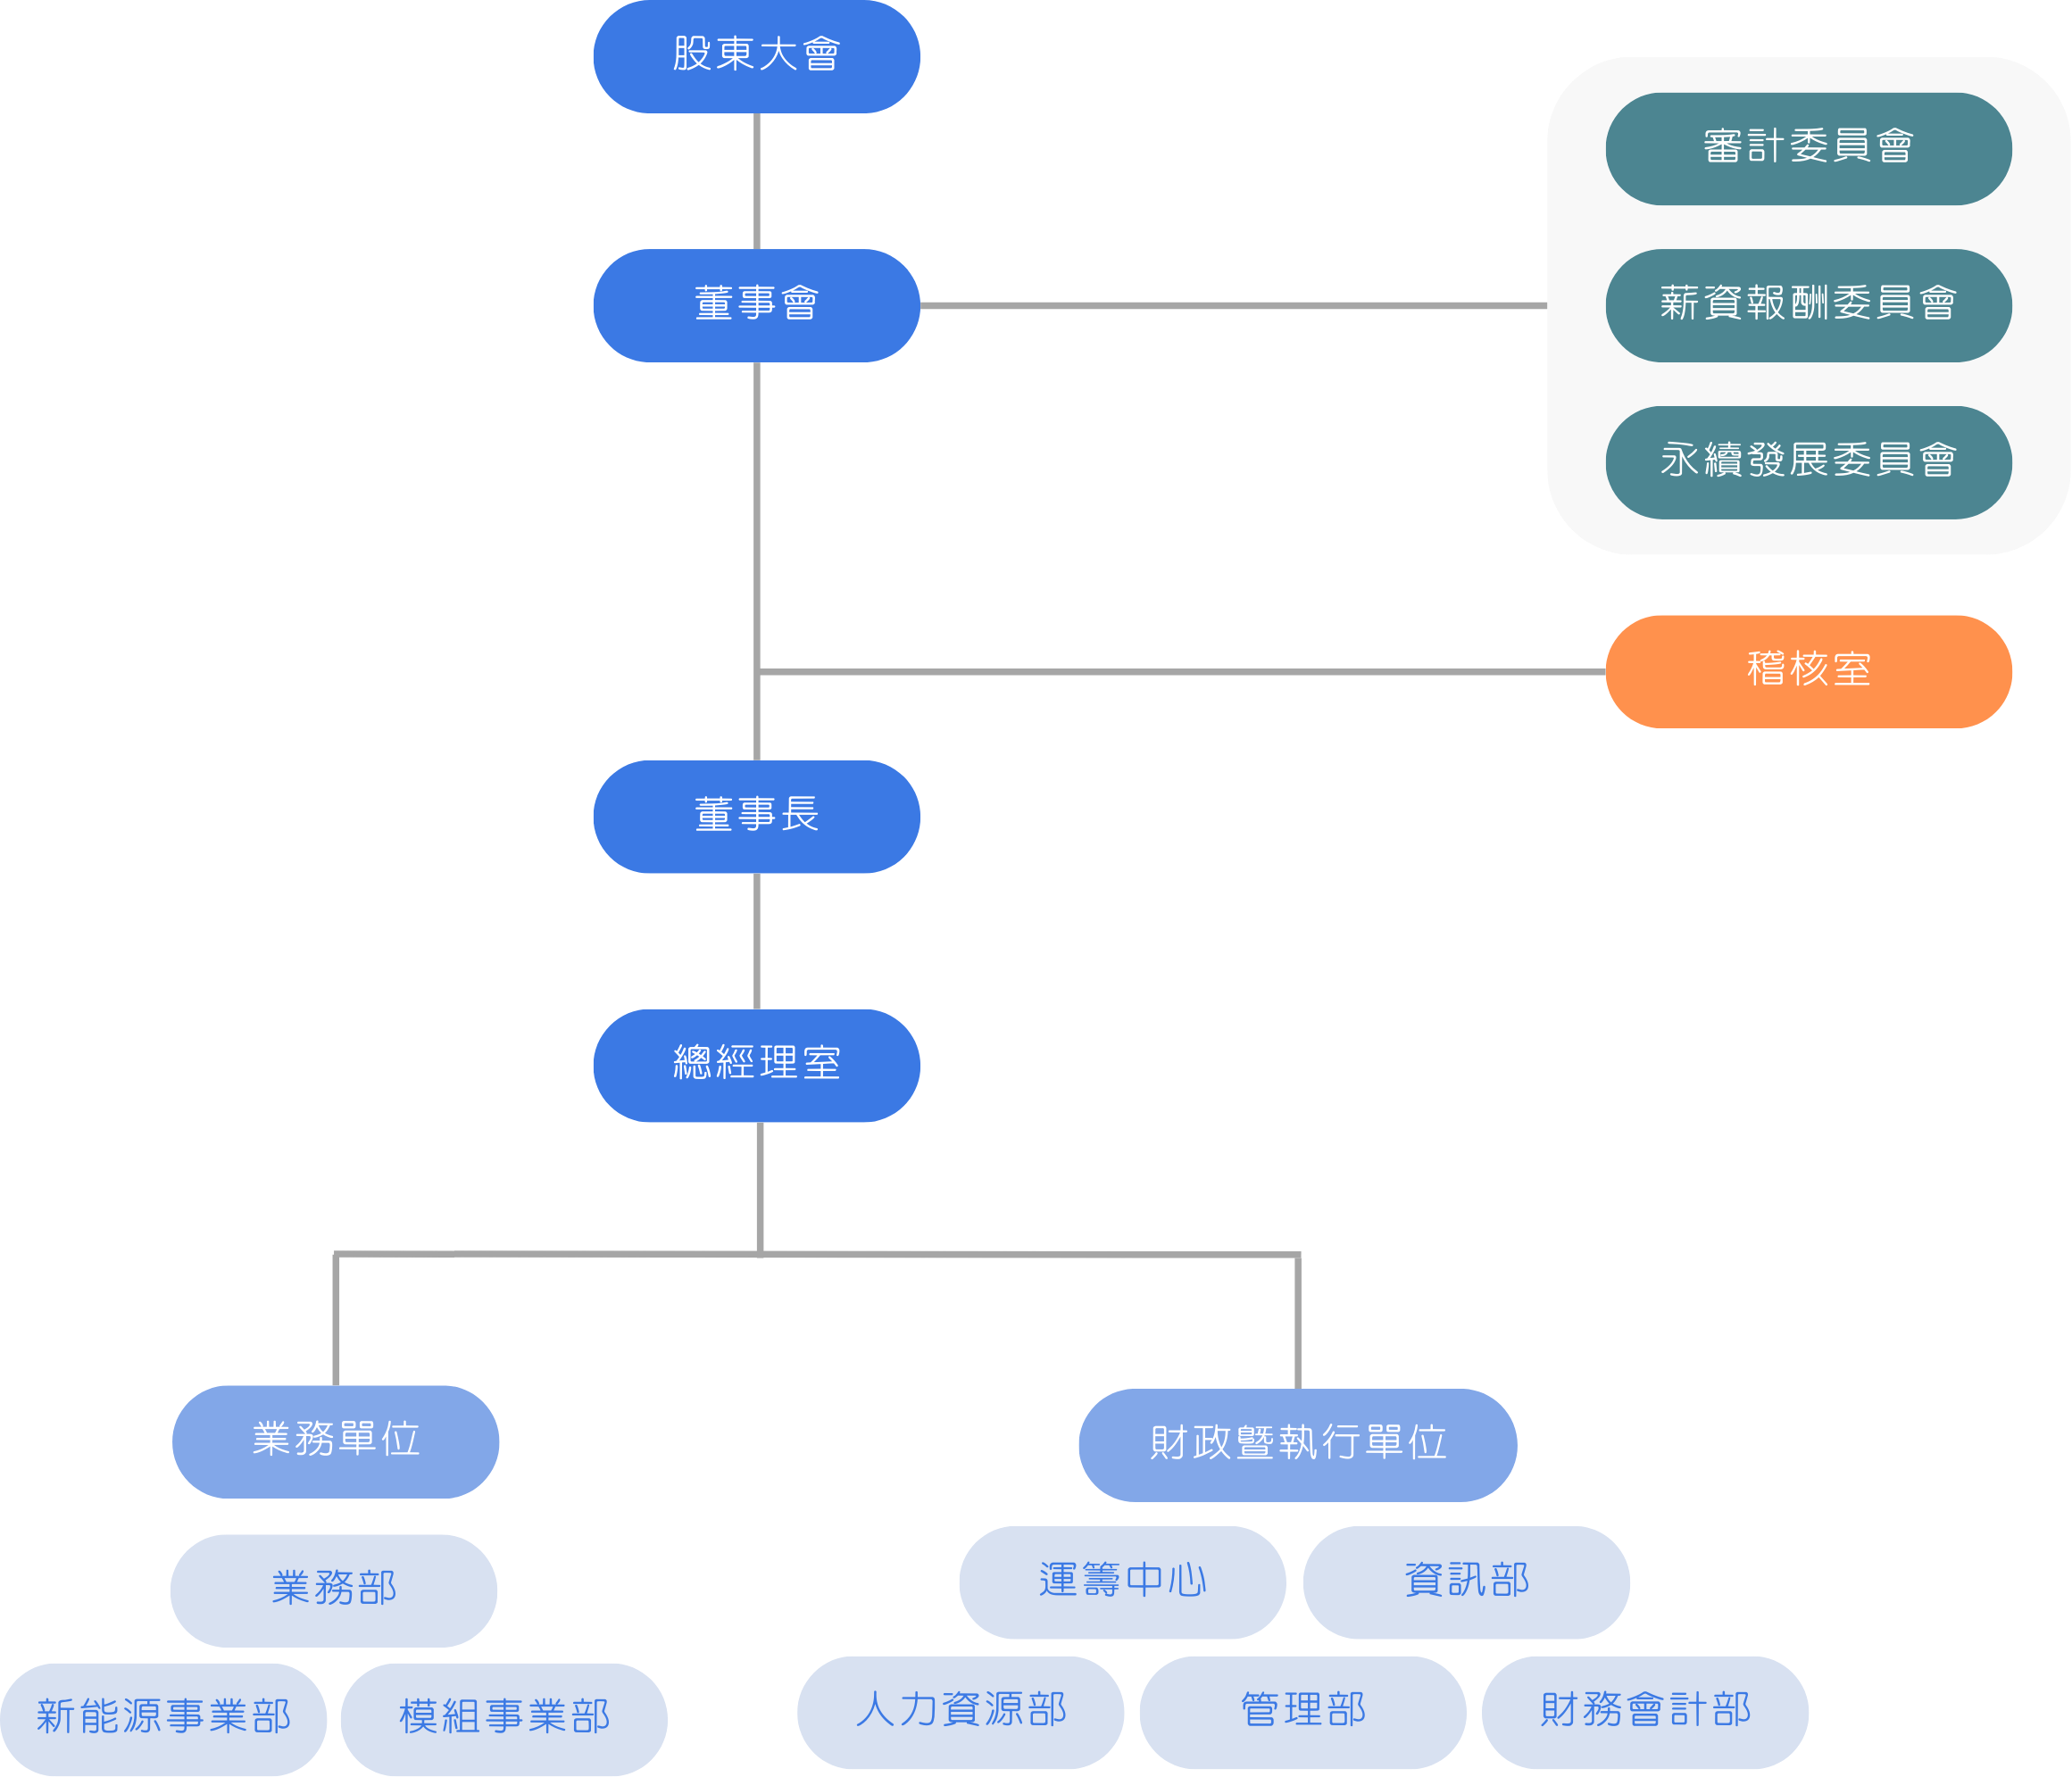 股東大會
審計委員會
董事會
薪資報酬委員會
永續發展委員會
稽核室
董事長
總經理室
業務單位
財政暨執行單位
業務部
運籌中心
資訊部
新能源事業部
模組事業部
人力資源部
管理部
財務會計部